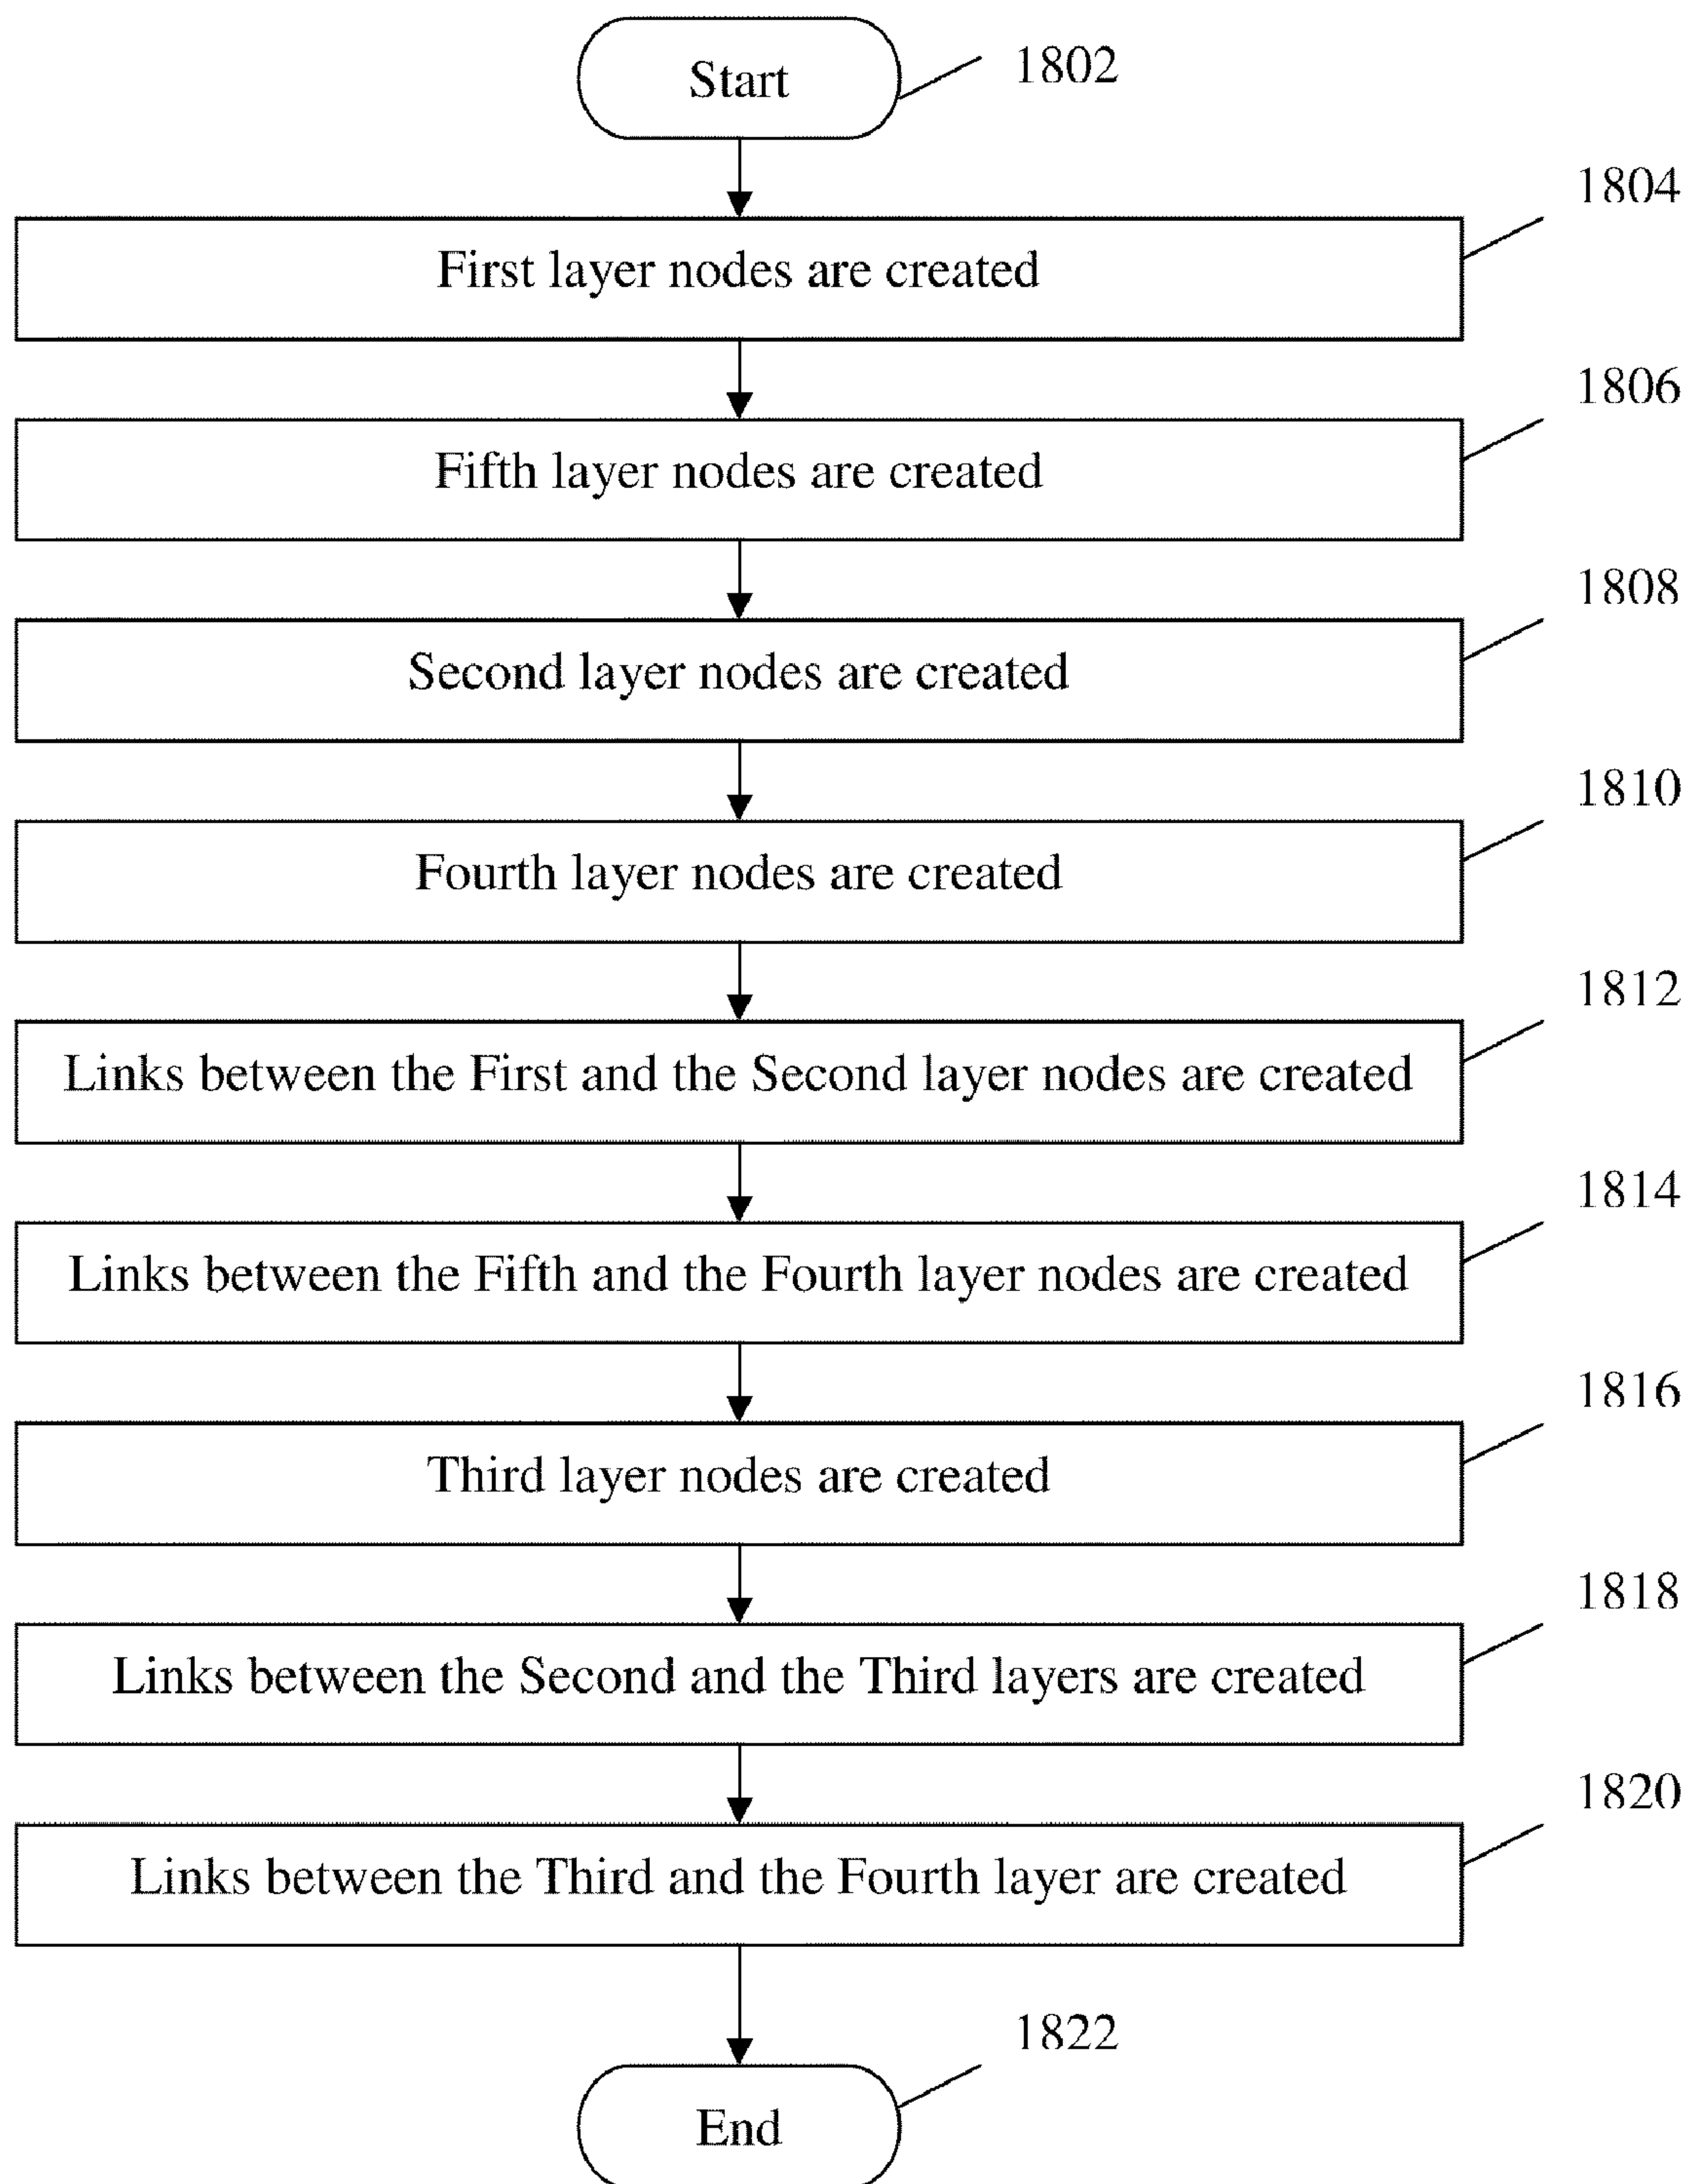 Start
1802
1804
First layer nodes are created
1806
Fifth layer nodes are created
1808
Second layer nodes are created
1810
Fourth layer nodes are created
1812
Links between the First and the Second layer nodes are created
1814
Links between the Fifth and the Fourth layer nodes are created
1816
Third layer nodes are created
1818
Links between the Second and the Third layers are created
1820
Links between the Third and the Fourth layer are created
1822
End